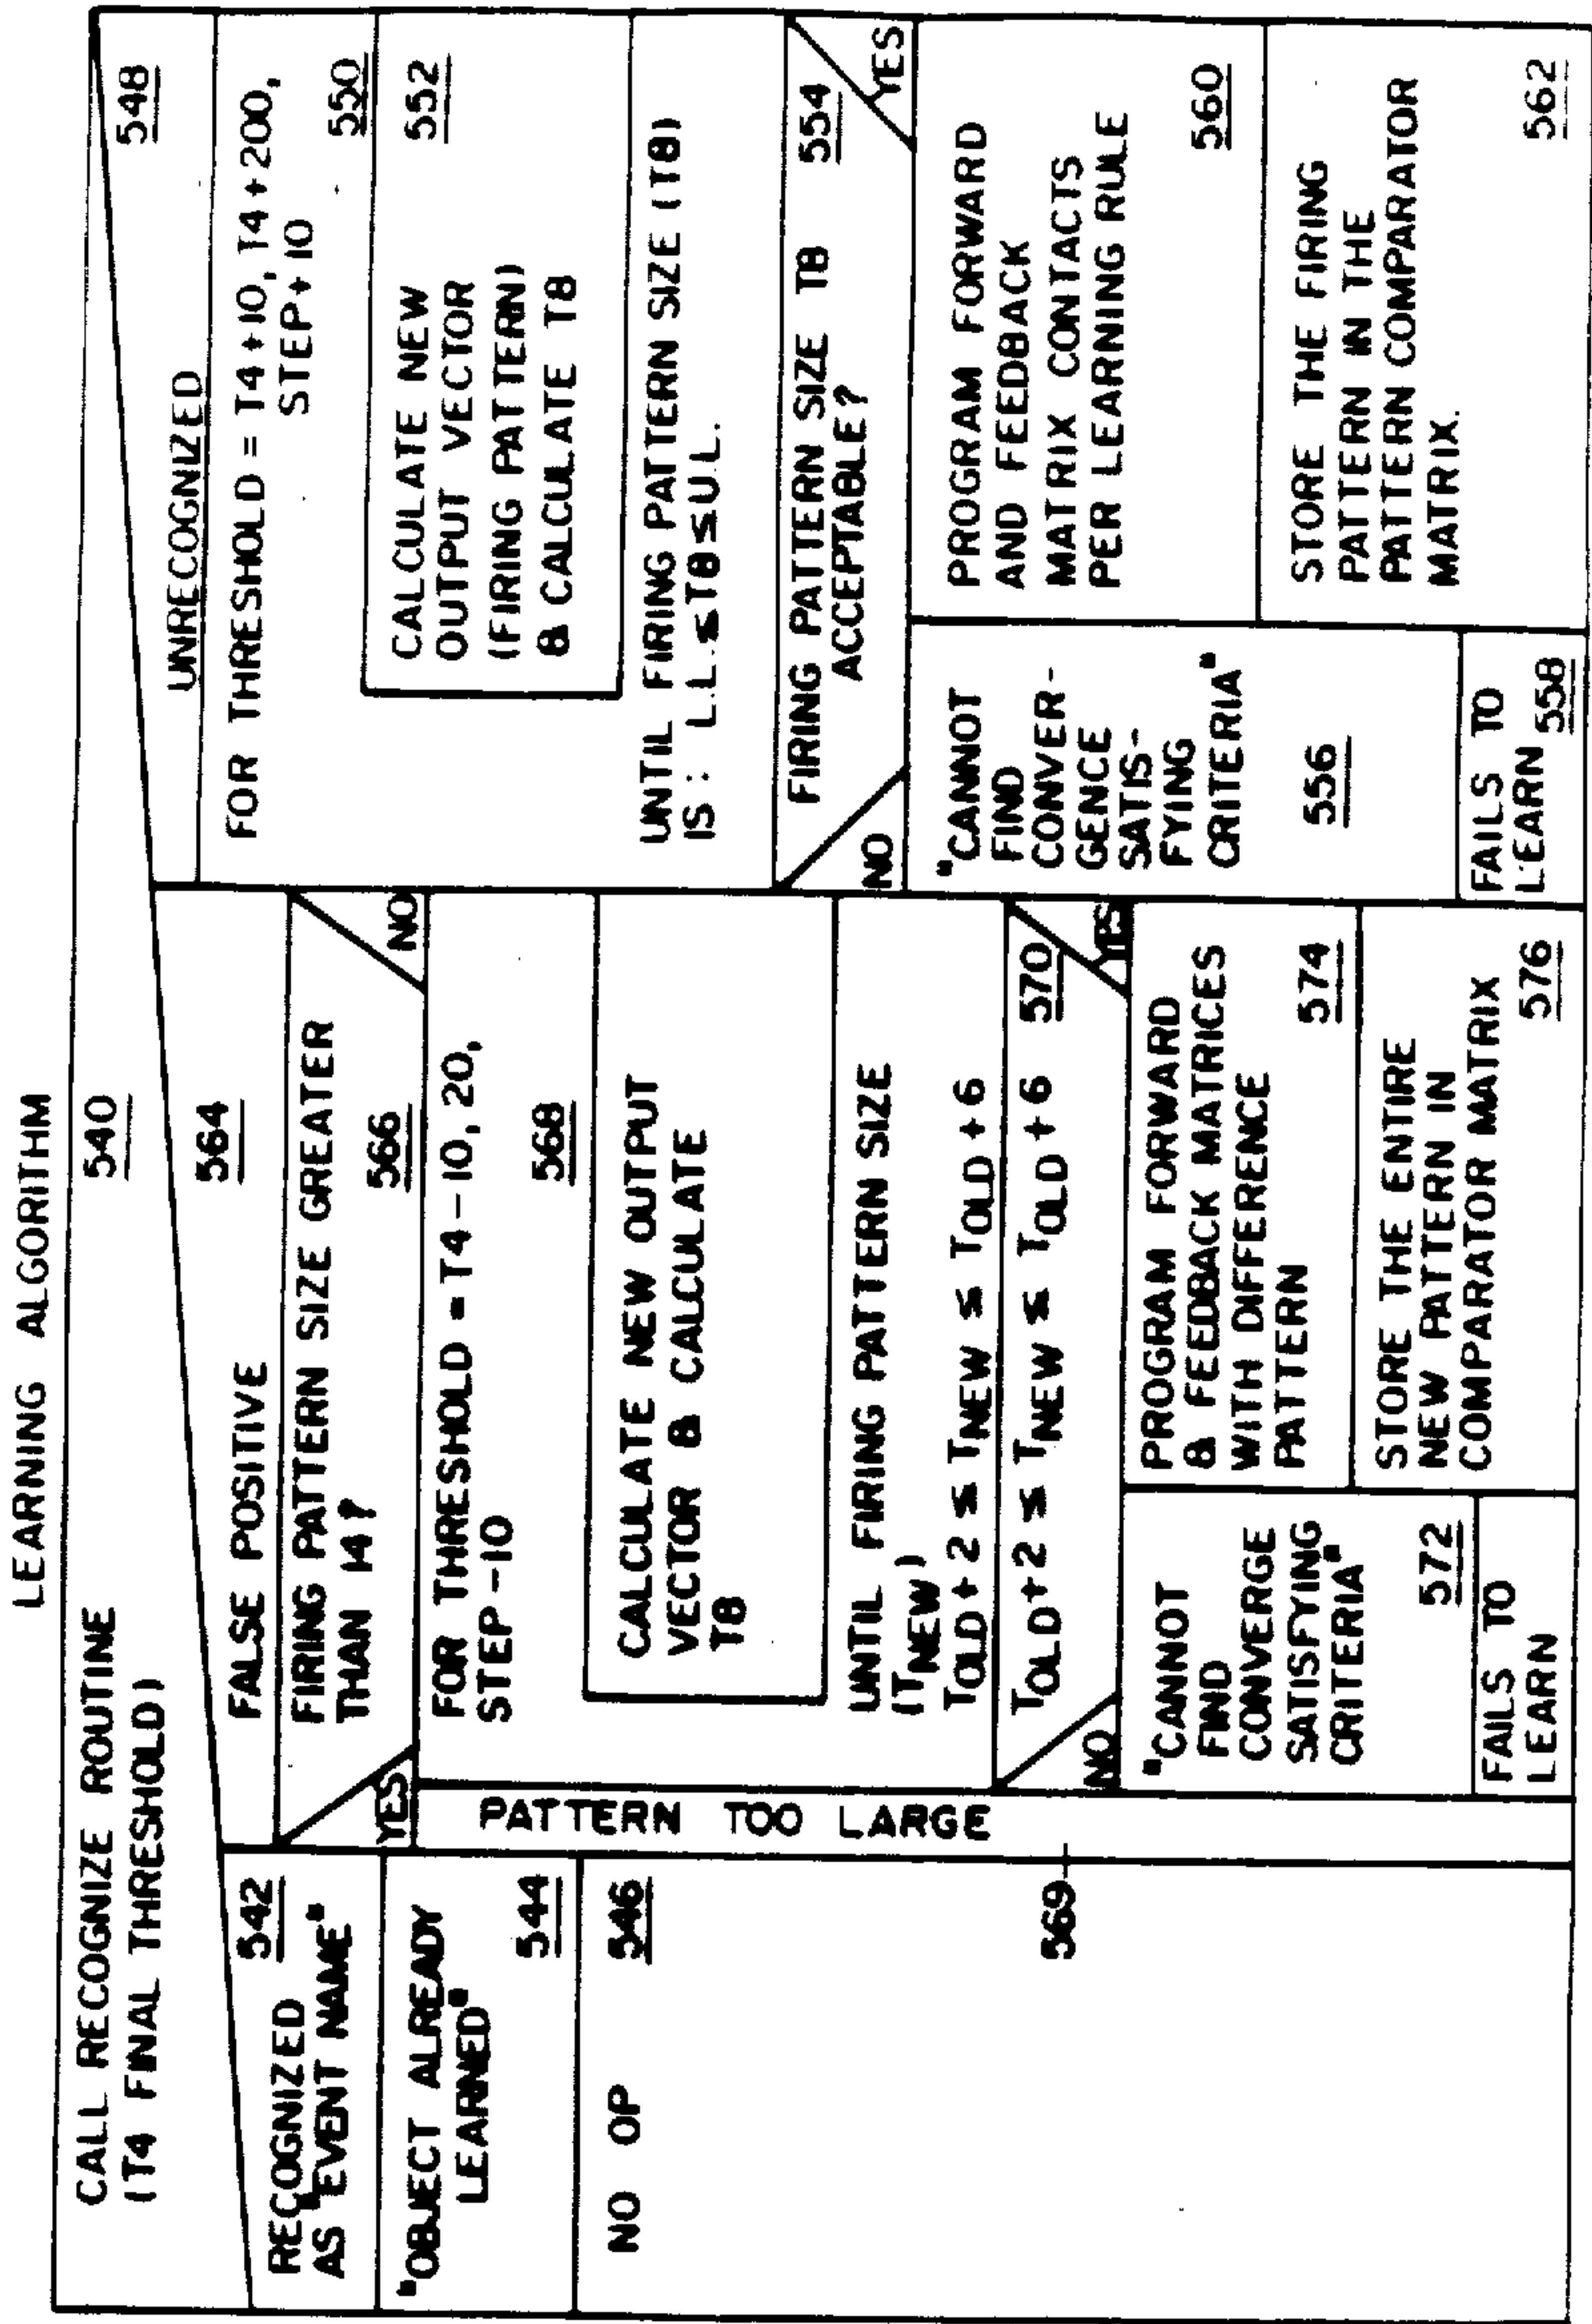 LEARNING ALGORITHM
CALL RECOGNIZE ROUTINE
540
(T4 FINAL THRESHOLD)
542
RECOGNIZED
AS "EVENT NAME"
"OBJECT ALREADY
LEARNED"
544
NO OP
546
564
FALSE POSITIVE
FIRING PATTERN SIZE GREATER
THAN 14?
566
YES
NO
PATTERN TOO LARGE
569
FOR THRESHOLD = T4-10, 20,
STEP-10
568
CALCULATE NEW OUTPUT
VECTOR & CALCULATE
T8
UNTIL FIRING PATTERN SIZE
(TNEW)
TOLD+2 ≤ TNEW ≤ TOLD+6
TOLD+2 ≤ TNEW ≤ TOLD+6
570
NO
YES
"CANNOT
FIND
CONVERGE
SATISFYING
CRITERIA"
572
FAILS TO
LEARN
PROGRAM FORWARD
& FEEDBACK MATRICES
WITH DIFFERENCE
PATTERN
574
STORE THE ENTIRE
NEW PATTERN IN
COMPARATOR MATRIX
576
548
UNRECOGNIZED
FOR THRESHOLD = T4+10, T4+200,
STEP+10
550
CALCULATE NEW
552
OUTPUT VECTOR
(FIRING PATTERN)
& CALCULATE T8
UNTIL FIRING PATTERN SIZE (T8)
IS: L.L.≤T8≤U.L.
FIRING PATTERN SIZE T8
554
ACCEPTABLE?
NO
YES
"CANNOT
FIND
CONVER-
GENCE
SATIS-
FYING
CRITERIA"
556
FAILS TO
LEARN
558
PROGRAM FORWARD
AND FEEDBACK
MATRIX CONTACTS
PER LEARNING RULE
560
STORE THE FIRING
PATTERN IN THE
PATTERN COMPARATOR
MATRIX.
562